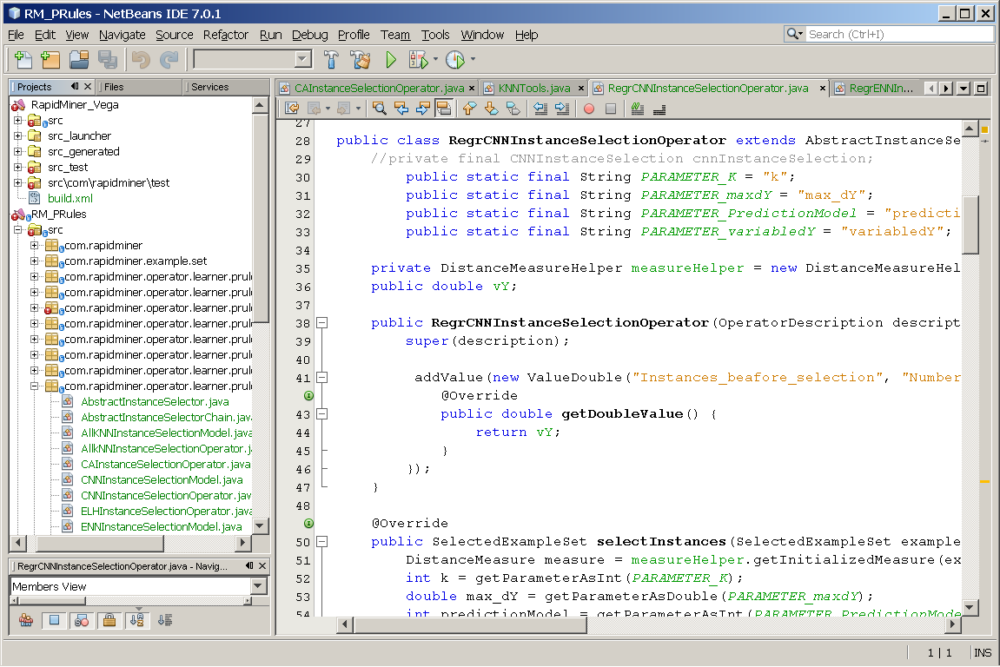 RM_PRules - NetBeans IDE 7.0.1
File Edit View Navigate Source Refactor Run Debug Profile Team Tools Window Help
Search (Ctrl+I)
Projects Files Services
RapidMiner_Vega
src
src_launcher
src_generated
src_test
src\com\rapidminer\test
build.xml
RM_PRules
src
com.rapidminer
com.rapidminer.example.set
com.rapidminer.operator.learner.prul
com.rapidminer.operator.learner.prul
com.rapidminer.operator.learner.prul
com.rapidminer.operator.learner.prul
com.rapidminer.operator.learner.prul
com.rapidminer.operator.learner.prul
com.rapidminer.operator.learner.prul
AbstractInstanceSelector.java
AbstractInstanceSelectorChain.java
AllKNNInstanceSelectionModel.java
AllkNNInstanceSelectionOperator.j
CAInstanceSelectionOperator.java
CNNInstanceSelectionModel.java
CNNInstanceSelectionOperator.jav
ELHInstanceSelectionOperator.java
ENNInstanceSelectionModel.java
RegrCNNInstanceSelectionOperator.java - Navig...
Members View
CAInstanceSelectionOperator.java KNNTools.java RegrCNNInstanceSelectionOperator.java RegrENNIn...
27
28 public class RegrCNNInstanceSelectionOperator extends AbstractInstanceSe
29 //private final CNNInstanceSelection cnnInstanceSelection;
30 public static final String PARAMETER_K = "k";
31 public static final String PARAMETER_maxdY = "max_dY";
32 public static final String PARAMETER_PredictionModel = "predicti
33 public static final String PARAMETER_variabledY = "variabledY";
34
35 private DistanceMeasureHelper measureHelper = new DistanceMeasureHel
36 public double vY;
37
38 public RegrCNNInstanceSelectionOperator(OperatorDescription descript
39 super(description);
40
41 addValue(new ValueDouble("Instances_beafore_selection", "Number
@Override
43 public double getDoubleValue() {
44 return vY;
45 }
46 });
47 }
48
@Override
50 public SelectedExampleSet selectInstances(SelectedExampleSet example
51 DistanceMeasure measure = measureHelper.getInitializedMeasure(ex
52 int k = getParameterAsInt(PARAMETER_K);
53 double max_dY = getParameterAsDouble(PARAMETER_maxdY);
54 int predictionModel = getParameterAsInt(PARAMETER_PredictionMode
1 | 1 INS